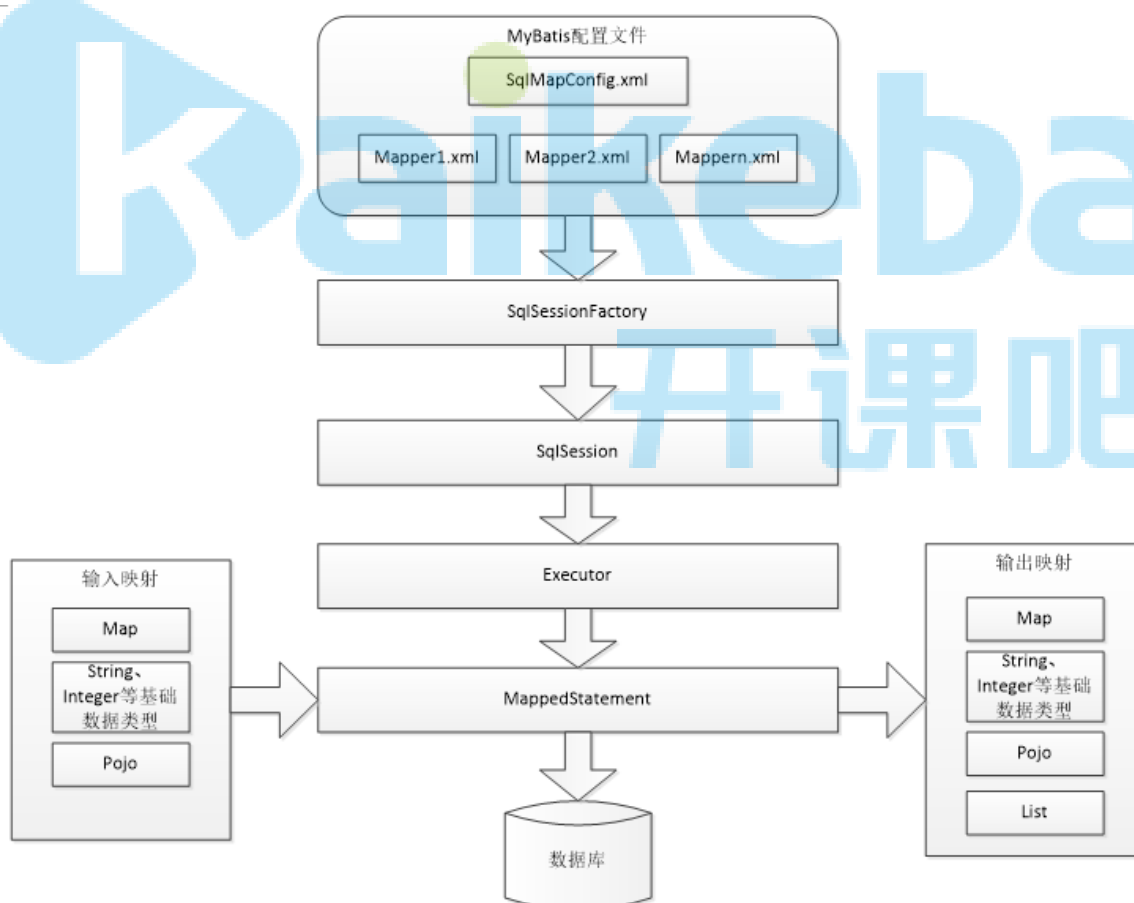 MyBatis配置文件
SqlMapConfig.xml
Mapper1.xml
Mapper2.xml
Mappern.xml
kaikeba
开课吧
SqlSessionFactory
SqlSession
Executor
输入映射
Map
String、
Integer等基础
数据类型
Pojo
MappedStatement
输出映射
Map
String、
Integer等基础
数据类型
Pojo
List
数据库